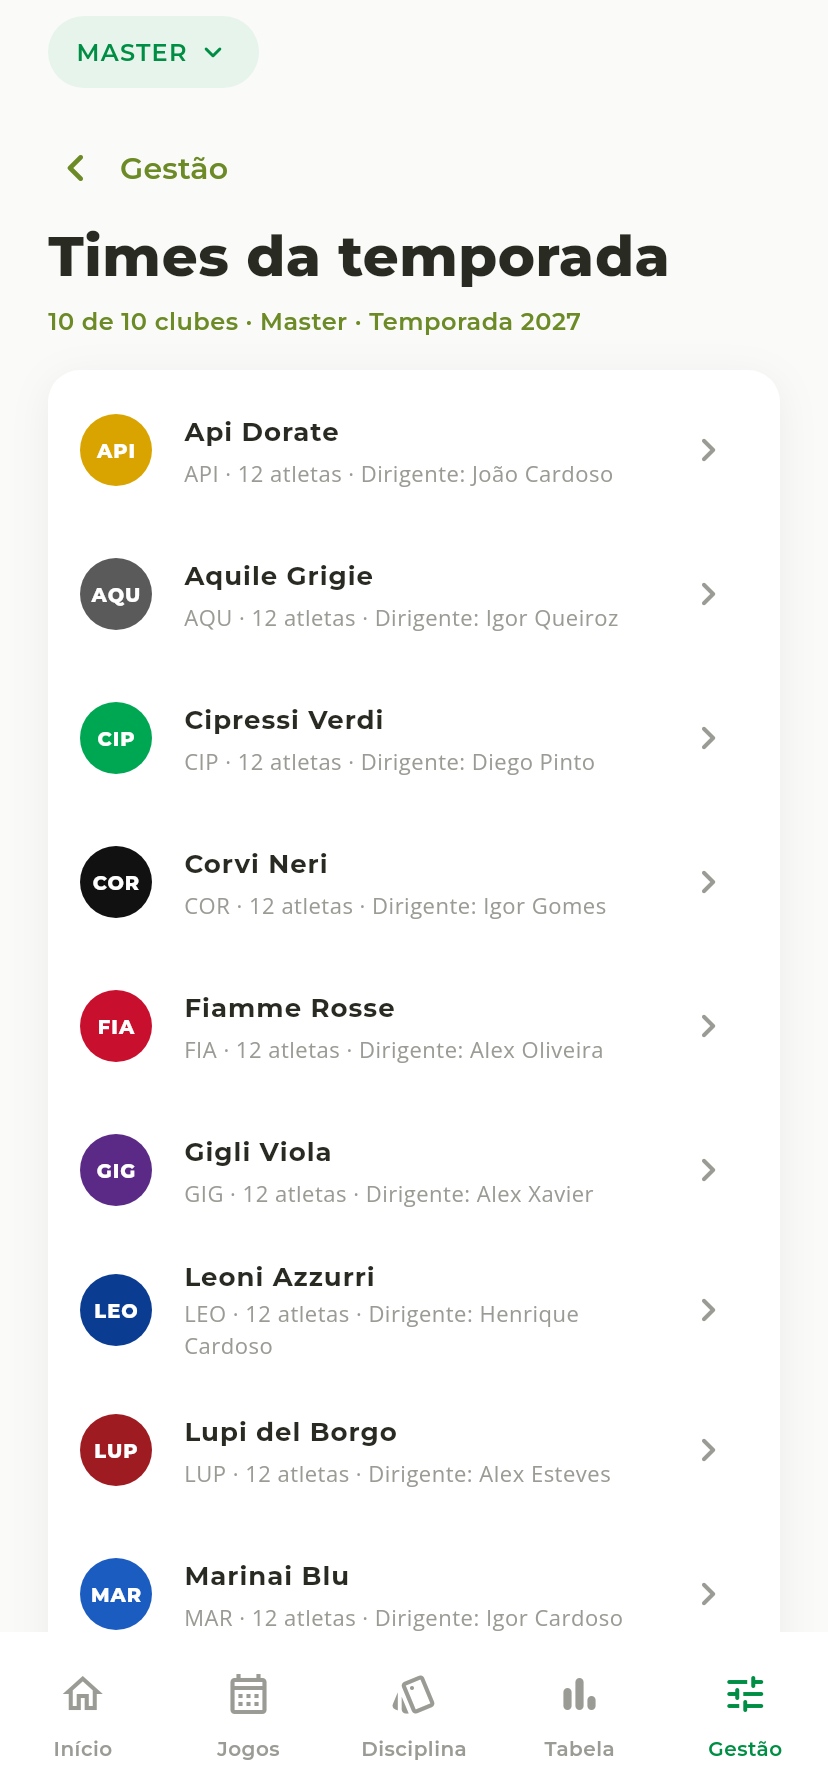 MASTER
Gestão
Times da temporada
10 de 10 clubes · Master · Temporada 2027
API
Api Dorate
API · 12 atletas · Dirigente: João Cardoso
AQU
Aquile Grigie
AQU · 12 atletas · Dirigente: Igor Queiroz
CIP
Cipressi Verdi
CIP · 12 atletas · Dirigente: Diego Pinto
COR
Corvi Neri
COR · 12 atletas · Dirigente: Igor Gomes
FIA
Fiamme Rosse
FIA · 12 atletas · Dirigente: Alex Oliveira
GIG
Gigli Viola
GIG · 12 atletas · Dirigente: Alex Xavier
LEO
Leoni Azzurri
LEO · 12 atletas · Dirigente: Henrique
Cardoso
LUP
Lupi del Borgo
LUP · 12 atletas · Dirigente: Alex Esteves
MAR
Marinai Blu
MAR · 12 atletas · Dirigente: Igor Cardoso
Início
Jogos
Disciplina
Tabela
Gestão